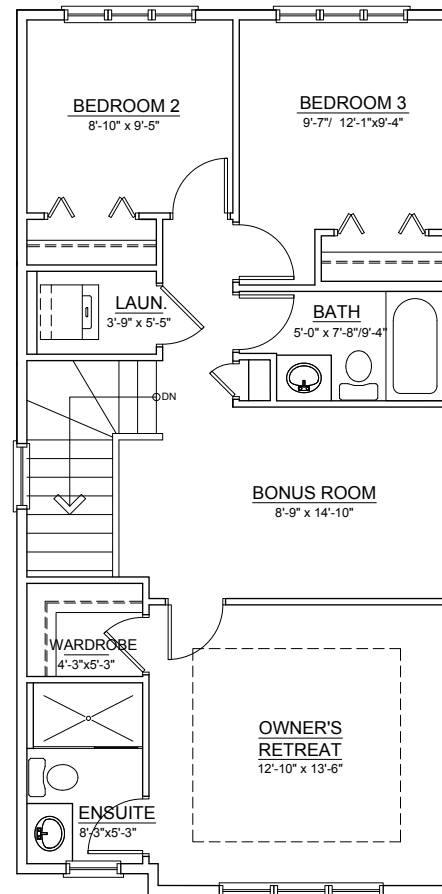 BEDROOM 2
8'-10" x 9'-5"
BEDROOM 3
9'-7"/ 12'-1"x9'-4"
LAUN.
3'-9" x 5'-5"
BATH
5'-0" x 7'-8"/9'-4"
DN
BONUS ROOM
8'-9" x 14'-10"
WARDROBE
4'-3"x5'-3"
OWNER'S
RETREAT
12'-10" x 13'-6"
ENSUITE
8'-3"x5'-3"